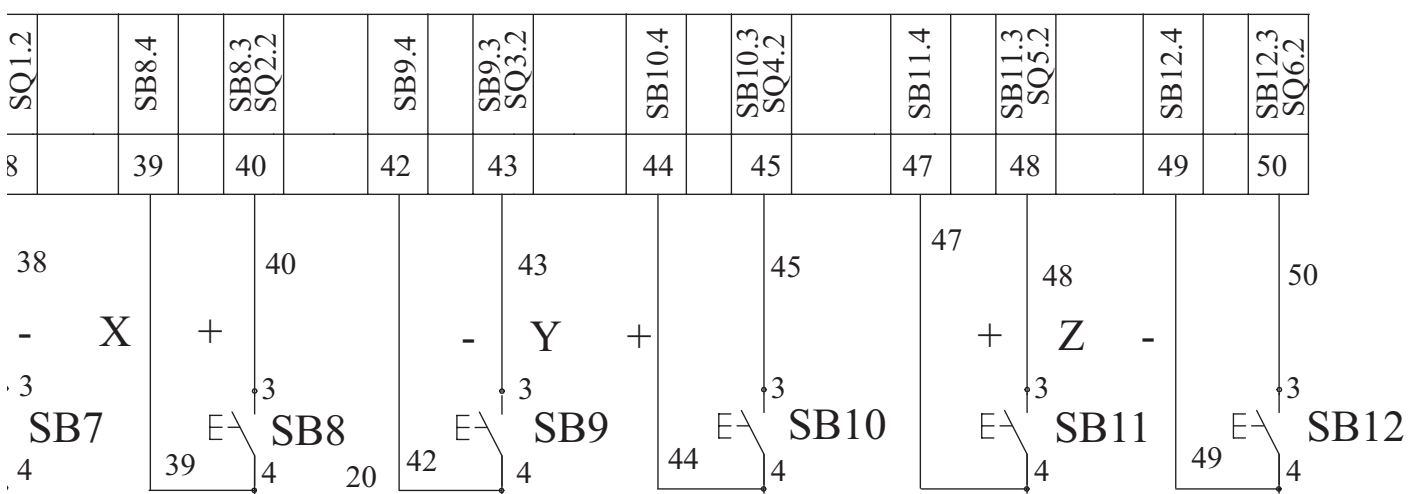 SQ1.2
SB8.4
SB8.3
SQ2.2
SB9.4
SB9.3
SQ3.2
SB10.4
SB10.3
SQ4.2
SB11.4
SB11.3
SQ5.2
SB12.4
SB12.3
SQ6.2
8 39 40 42 43 44 45 47 48 49 50
38 40 43 45 47 48 50
- X + - Y + + Z -
3 3 3 3 3 3
SB7 SB8 SB9 SB10 SB11 SB12
4 39 4 20 42 4 44 4 4 49 4